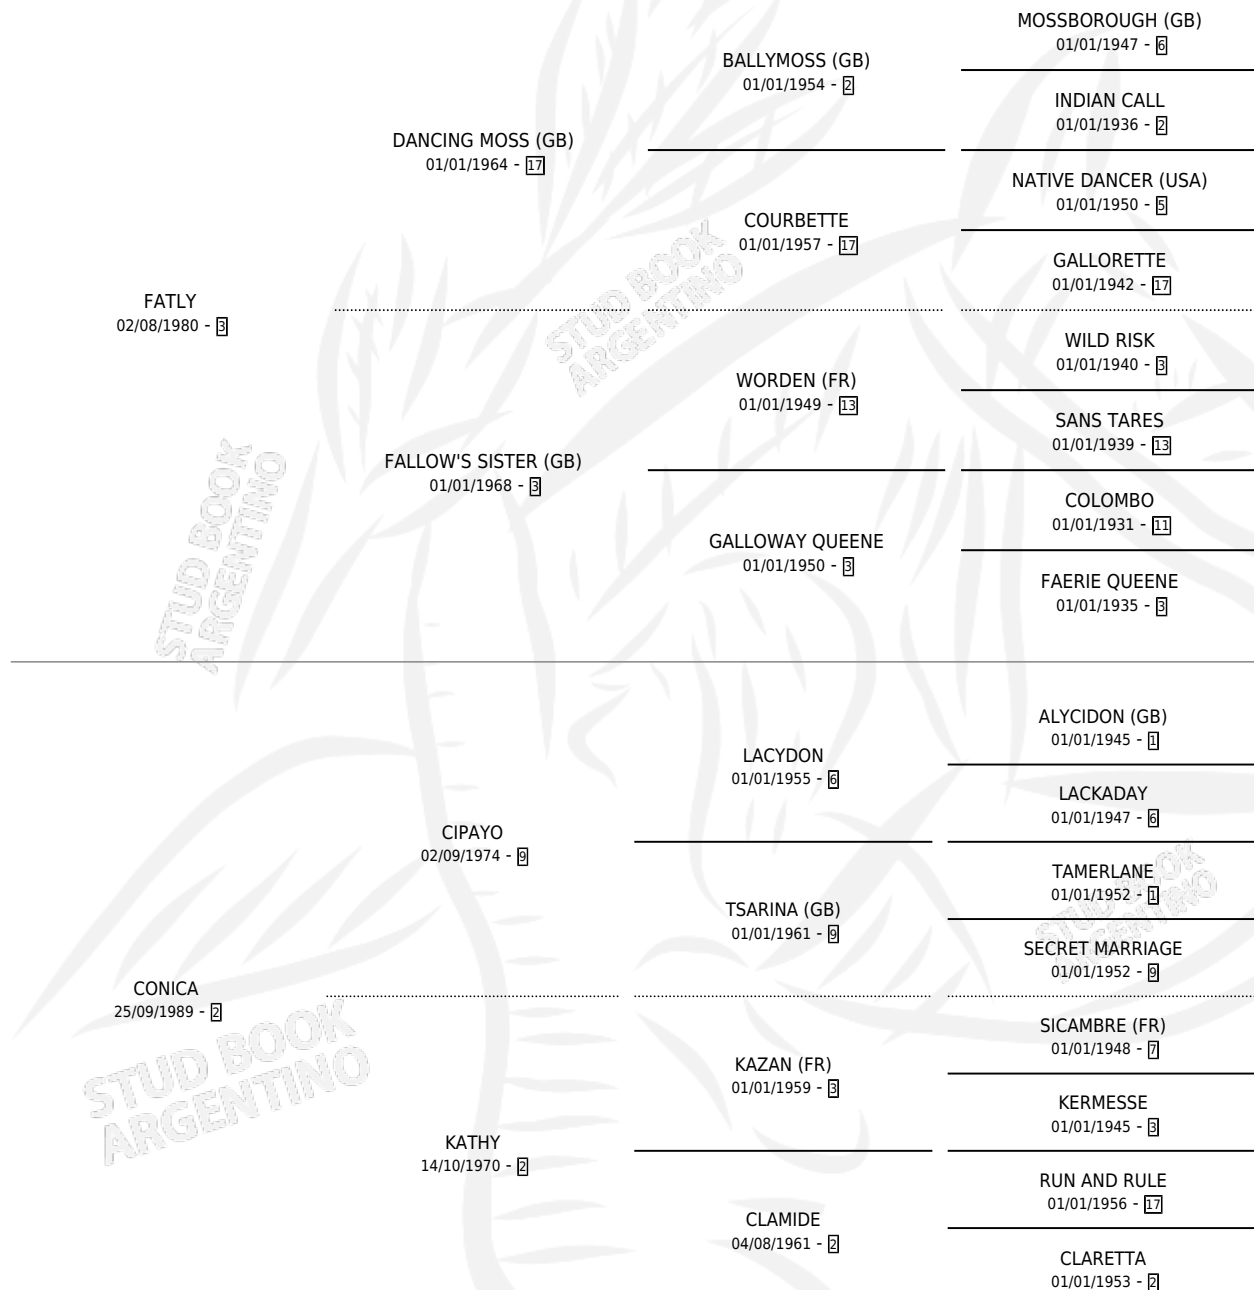 MOSSBOROUGH (GB)
01/01/1947 - 6
BALLYMOSS (GB)
01/01/1954 - 2
INDIAN CALL
01/01/1936 - 2
DANCING MOSS (GB)
01/01/1964 - 17
NATIVE DANCER (USA)
01/01/1950 - 5
COURBETTE
01/01/1957 - 17
GALLORETTE
01/01/1942 - 17
FATLY
02/08/1980 - 3
WILD RISK
01/01/1940 - 3
WORDEN (FR)
01/01/1949 - 13
SANS TARES
01/01/1939 - 13
FALLOW'S SISTER (GB)
01/01/1968 - 3
COLOMBO
01/01/1931 - 11
GALLOWAY QUEENE
01/01/1950 - 3
FAERIE QUEENE
01/01/1935 - 3
ALYCIDON (GB)
01/01/1945 - 1
LACYDON
01/01/1955 - 6
LACKADAY
01/01/1947 - 6
CIPAYO
02/09/1974 - 9
TAMERLANE
01/01/1952 - 1
TSARINA (GB)
01/01/1961 - 9
SECRET MARRIAGE
01/01/1952 - 9
CONICA
25/09/1989 - 2
SICAMBRE (FR)
01/01/1948 - 7
KAZAN (FR)
01/01/1959 - 3
KERMESSE
01/01/1945 - 3
KATHY
14/10/1970 - 2
RUN AND RULE
01/01/1956 - 17
CLAMIDE
04/08/1961 - 2
CLARETTA
01/01/1953 - 2
STUD BOOK
ARGENTINO
STUD BOOK
ARGENTINO
STUD BOOK
ARGENTINO
STUD BOOK
ARGENTINO